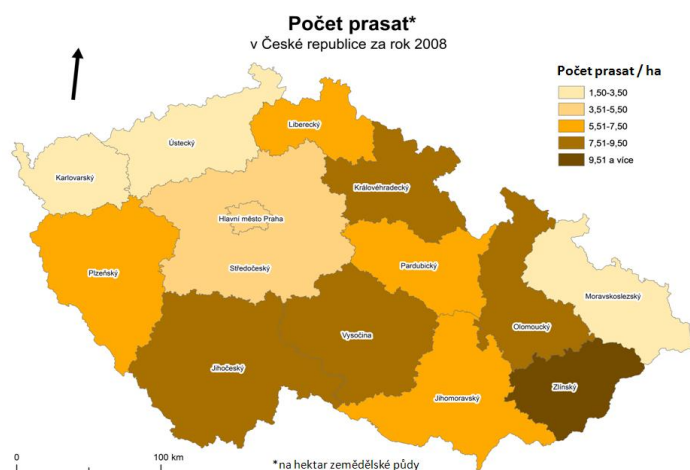 Počet prasat*
v České republice za rok 2008
Počet prasat / ha
1,50-3,50
3,51-5,50
5,51-7,50
7,51-9,50
9,51 a více
Liberecký
Ústecký
Karlovarský
Královéhradecký
Hlavní město Praha
Středočeský
Pardubický
Plzeňský
Moravskoslezský
Olomoucký
Vysočina
Jihočeský
Zlínský
Jihomoravský
0
100 km
*na hektar zemědělské půdy